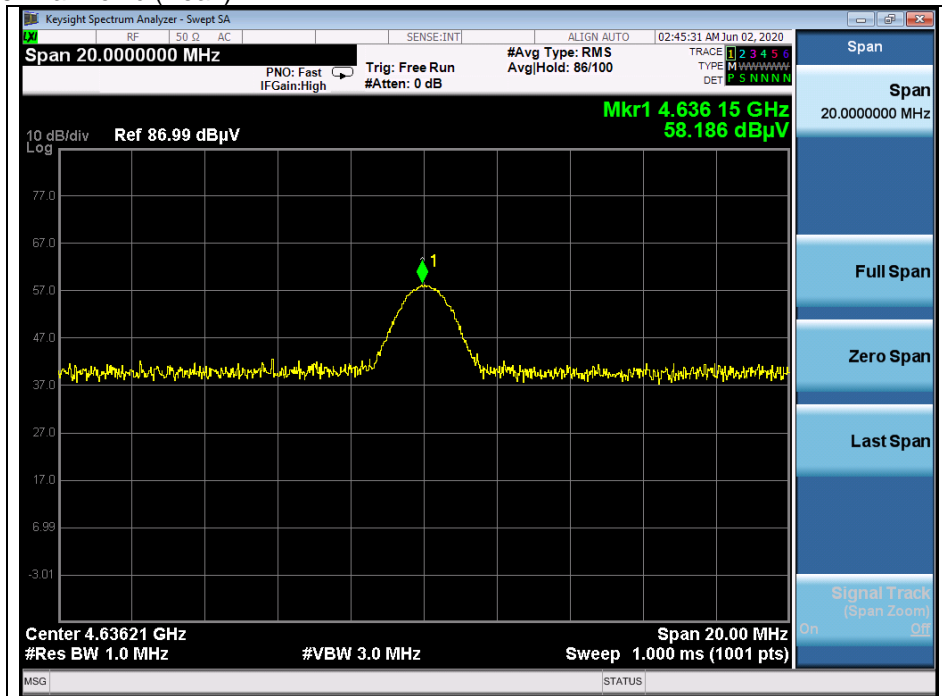 Keysight Spectrum Analyzer - Swept SA
RF 50 Ω AC SENSE:INT ALIGN AUTO 02:45:31 AM Jun 02, 2020
Span 20.0000000 MHz
PNO: Fast
IFGain:High
Trig: Free Run
#Atten: 0 dB
#Avg Type: RMS
Avg|Hold: 86/100
TRACE 1 2 3 4 5 6
TYPE M WWWWW
DET P S N N N N
Mkr1 4.636 15 GHz
58.186 dBµV
10 dB/div Ref 86.99 dBµV
Log
77.0
67.0
57.0
47.0
37.0
27.0
17.0
6.99
-3.01
1
Center 4.63621 GHz Span 20.00 MHz
#Res BW 1.0 MHz #VBW 3.0 MHz Sweep 1.000 ms (1001 pts)
MSG STATUS
Span
Span
20.0000000 MHz
Full Span
Zero Span
Last Span
Signal Track
(Span Zoom)
On Off